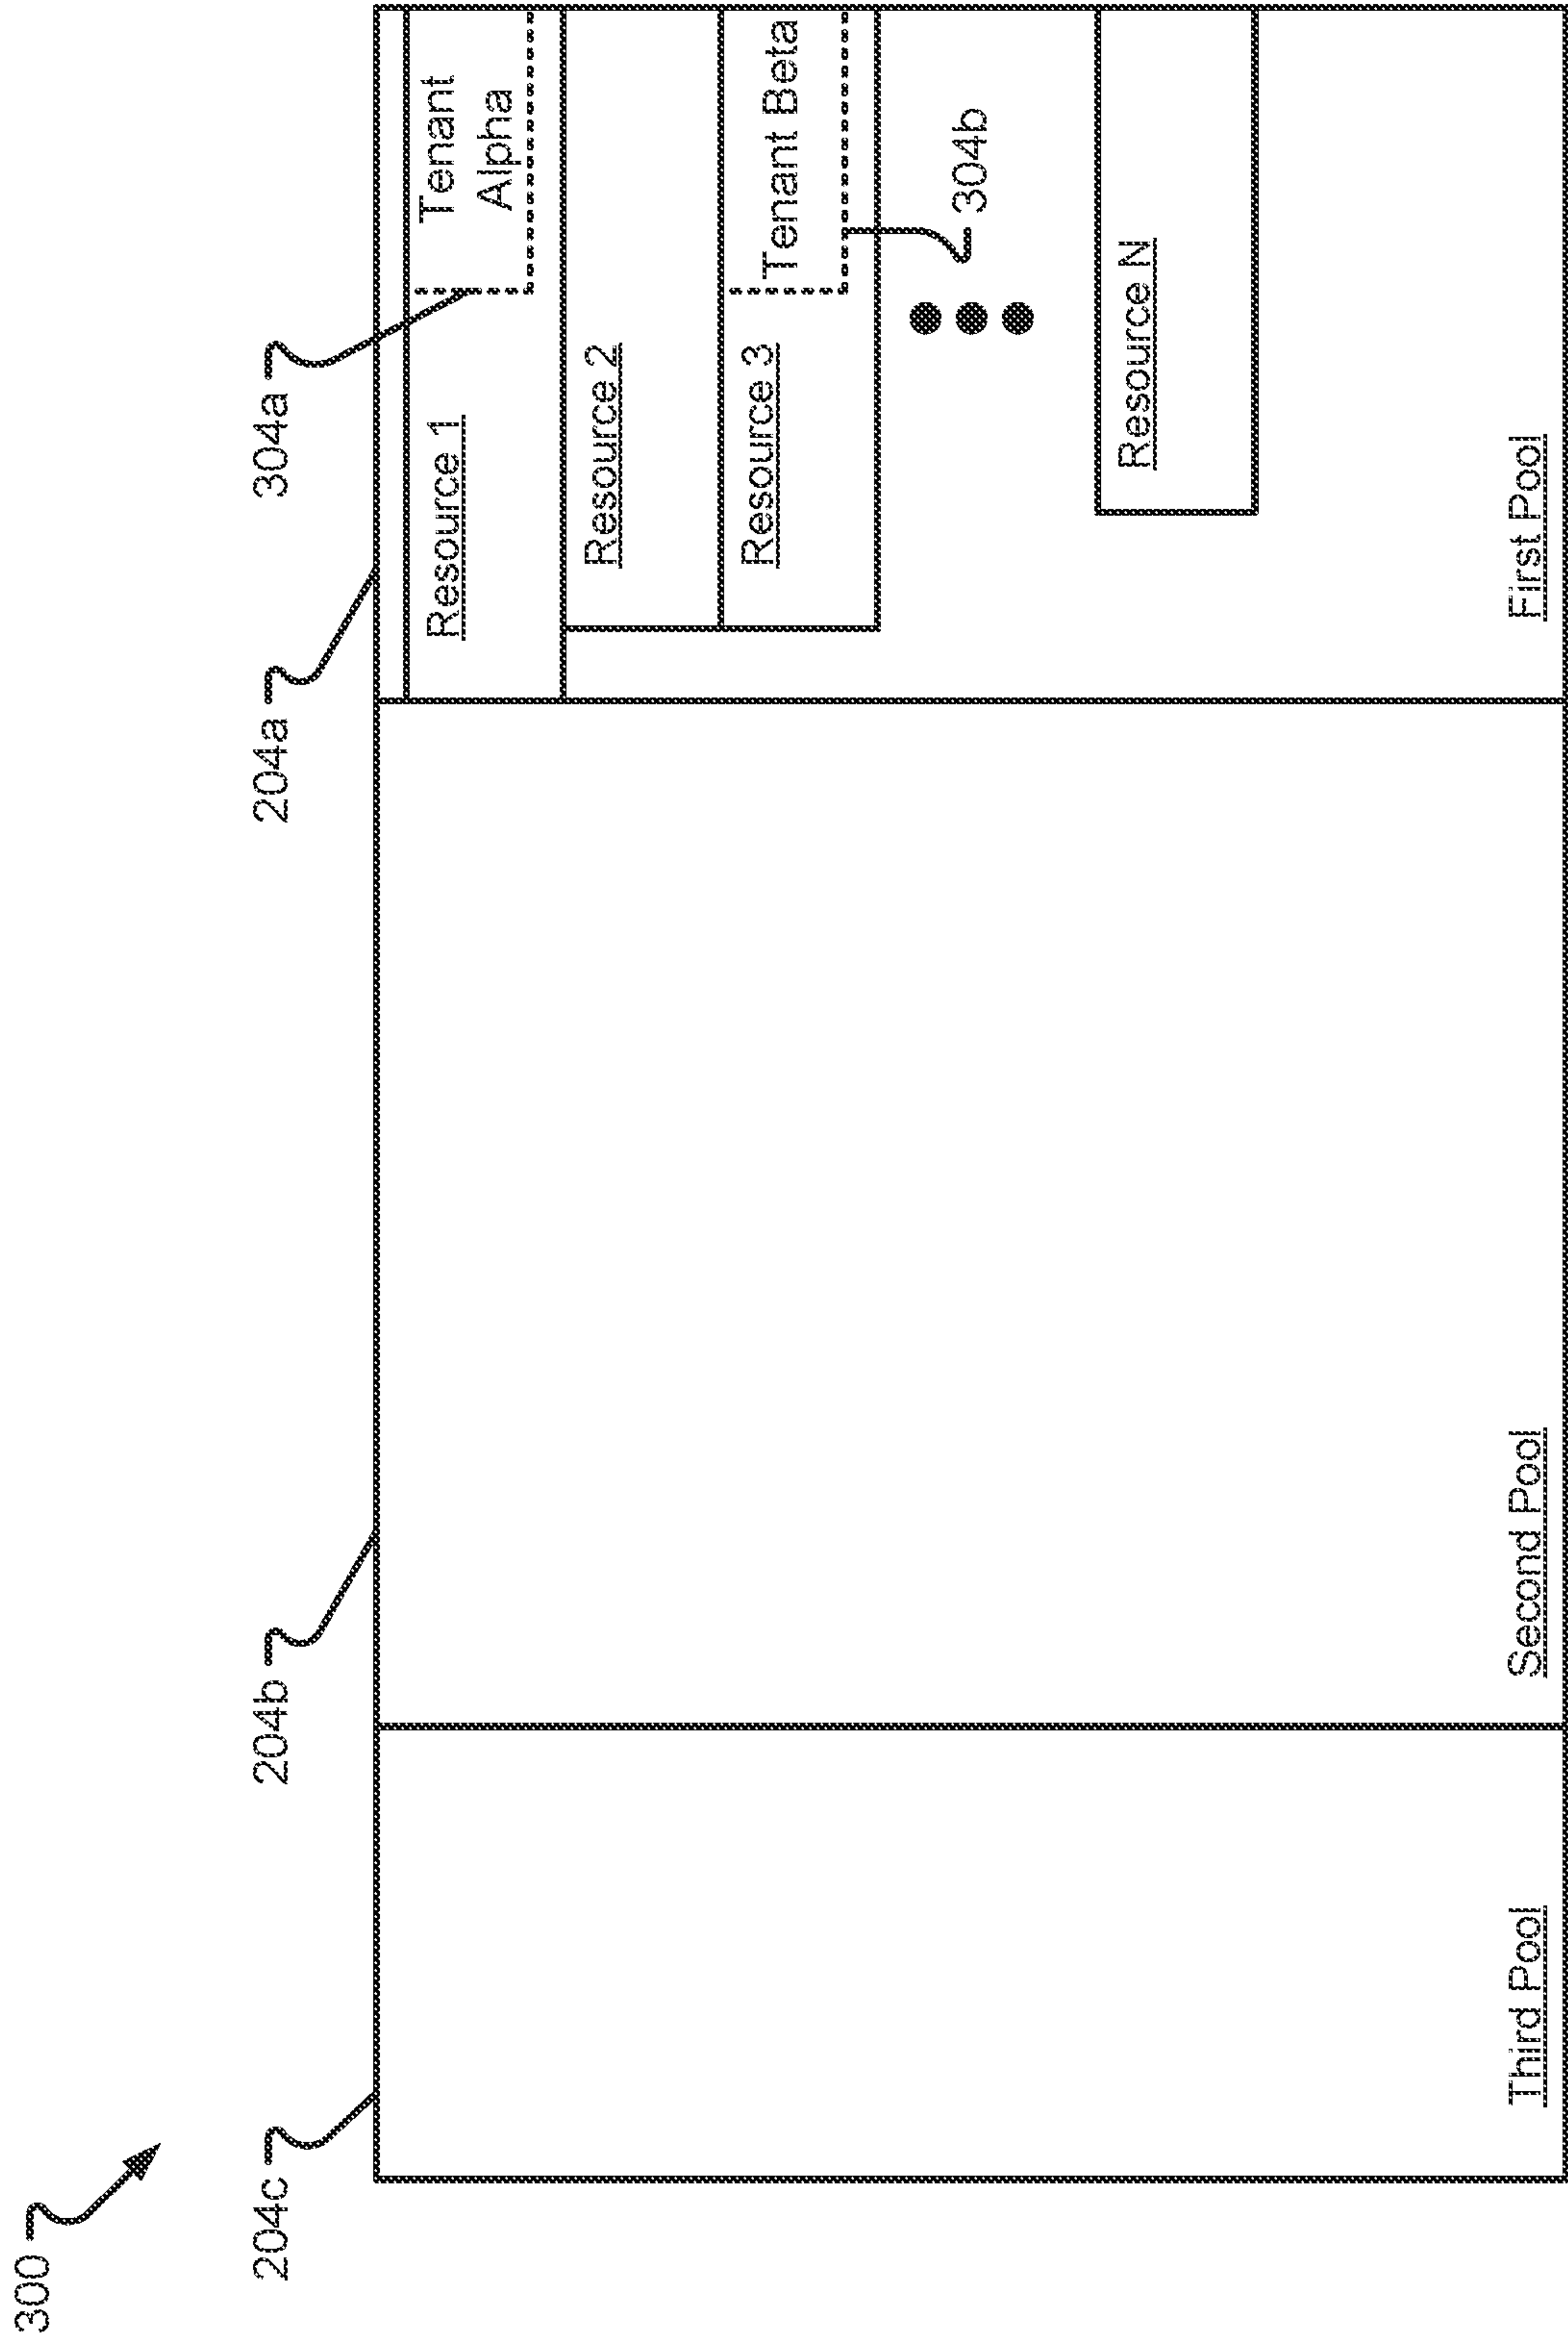 300
204c
204b
204a
304a
Resource 1
Tenant
Alpha
Resource 2
Resource 3
Tenant Beta
304b
Resource N
Third Pool
Second Pool
First Pool